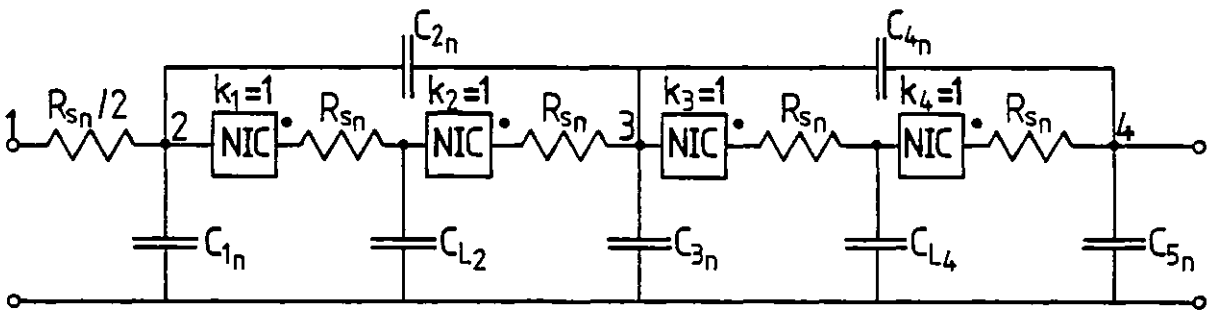 C2n C4n
k1=1 k2=1 k3=1 k4=1
Rsn/2 Rsn Rsn Rsn Rsn
1 2 NIC NIC 3 NIC NIC 4
C1n CL2 C3n CL4 C5n